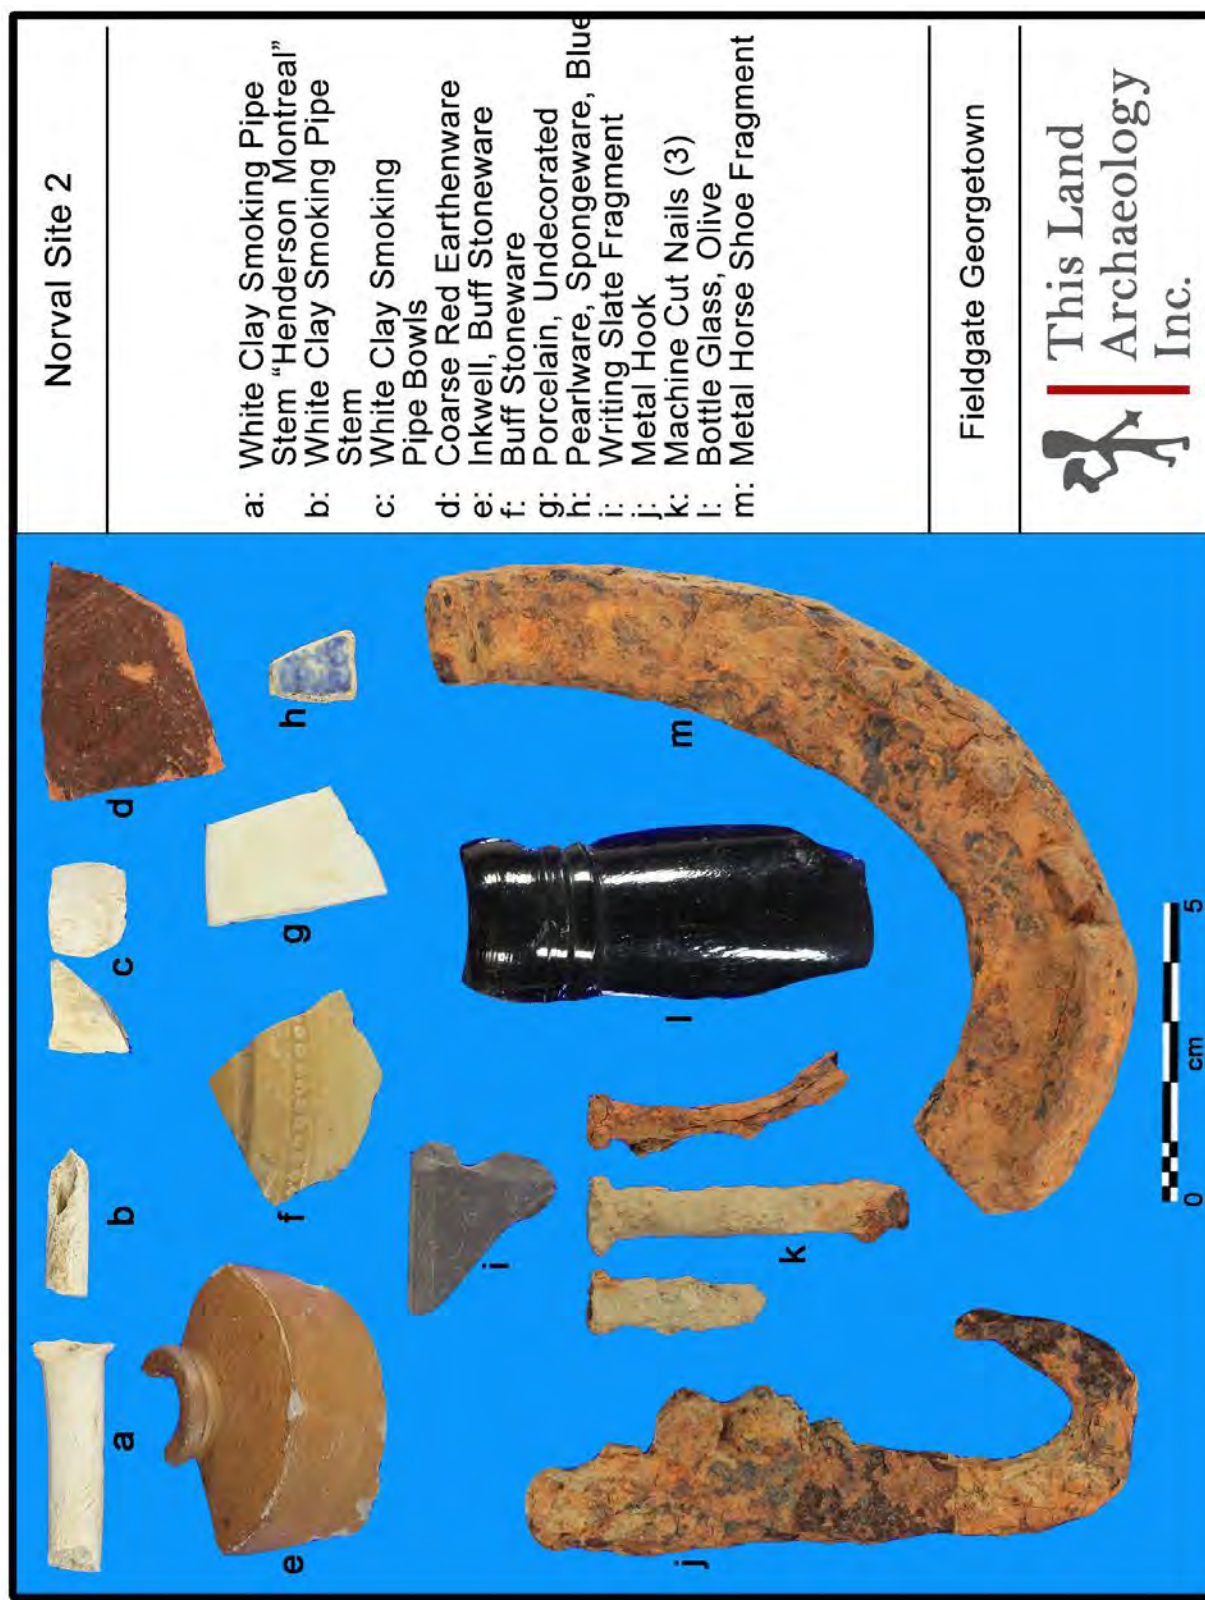 Norval Site 2
a: White Clay Smoking Pipe
Stem "Henderson Montreal"
b: White Clay Smoking Pipe
Stem
c: White Clay Smoking
Pipe Bowls
d: Coarse Red Earthenware
e: Inkwell, Buff Stoneware
f: Buff Stoneware
g: Porcelain, Undecorated
h: Pearlware, Spongeware, Blue
i: Writing Slate Fragment
j: Metal Hook
k: Machine Cut Nails (3)
l: Bottle Glass, Olive
m: Metal Horse Shoe Fragment
Fieldgate Georgetown
This Land
Archaeology
Inc.
a
b
c
d
e
f
g
h
i
j
k
l
m
0 cm 5